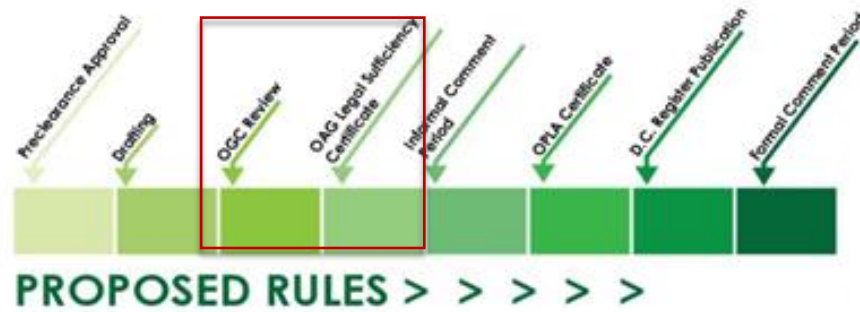 Preclearance Approval
Drafting
OGC Review
OAG Legal Sufficiency
Certificate
Informal Comment
Period
OPLA Certificate
D.C. Register Publication
Formal Comment Period
PROPOSED RULES > > > > >